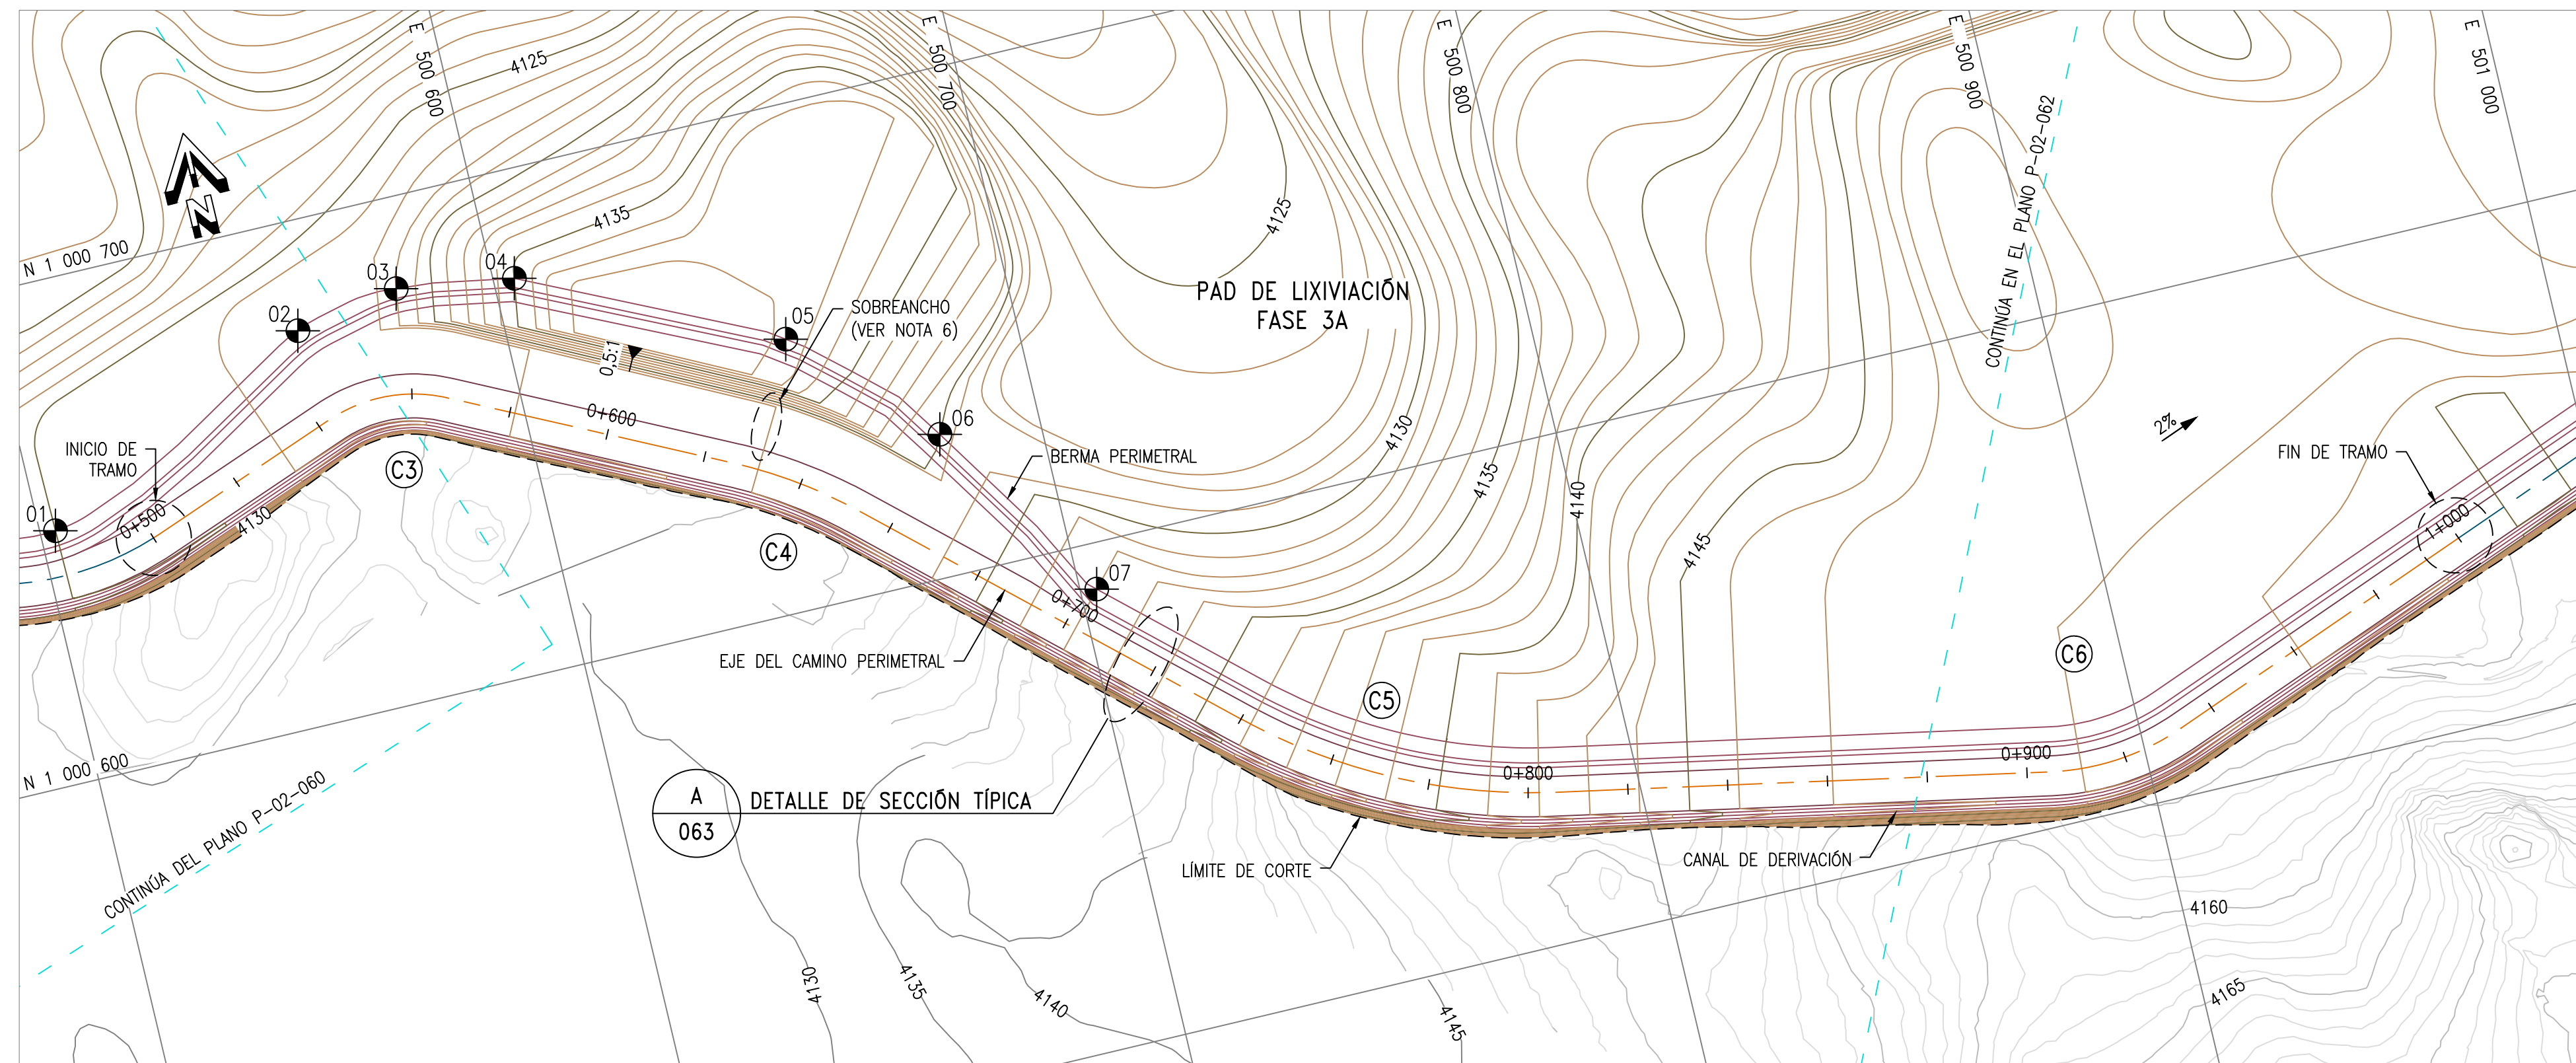 E 500 600
E 500 700
E 500 800
E 500 900
E 501 000
4125
N
N 1 000 700
4135
4125
CONTINÚA EN EL PLANO P-02-062
02
03
04
05
SOBREANCHO
(VER NOTA 6)
PAD DE LIXIVIACIÓN
FASE 3A
0,5:1
0+600
06
BERMA PERIMETRAL
4130
4135
4140
4145
2%
FIN DE TRAMO
1+000
INICIO DE
TRAMO
01
0+500
4130
C3
C4
07
0+700
EJE DEL CAMINO PERIMETRAL
C5
C6
N 1 000 600
0+800
0+900
A
063
DETALLE DE SECCIÓN TÍPICA
CONTINÚA DEL PLANO P-02-060
LÍMITE DE CORTE
CANAL DE DERIVACIÓN
4160
4130
4135
4140
4145
4165